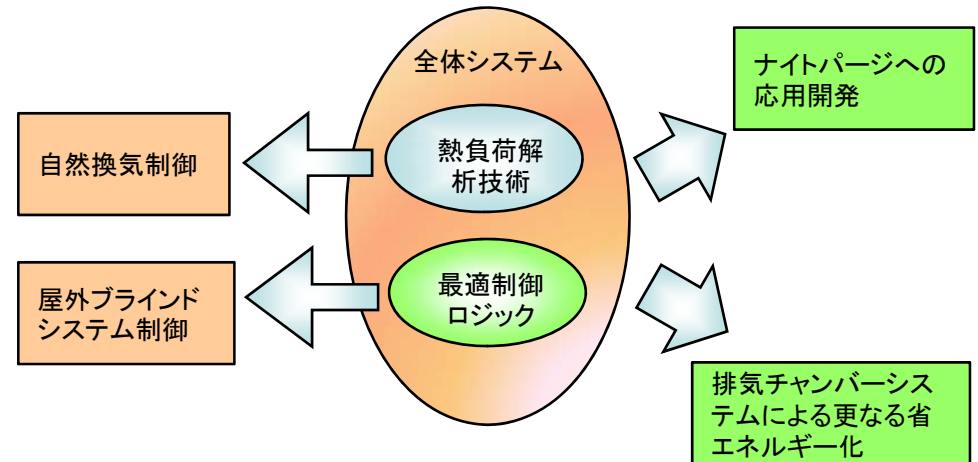 全体システム
熱負荷解
析技術
最適制御
ロジック
自然換気制御
屋外ブラインド
システム制御
ナイトパージへの
応用開発
排気チャンバーシス
テムによる更なる省
エネルギー化